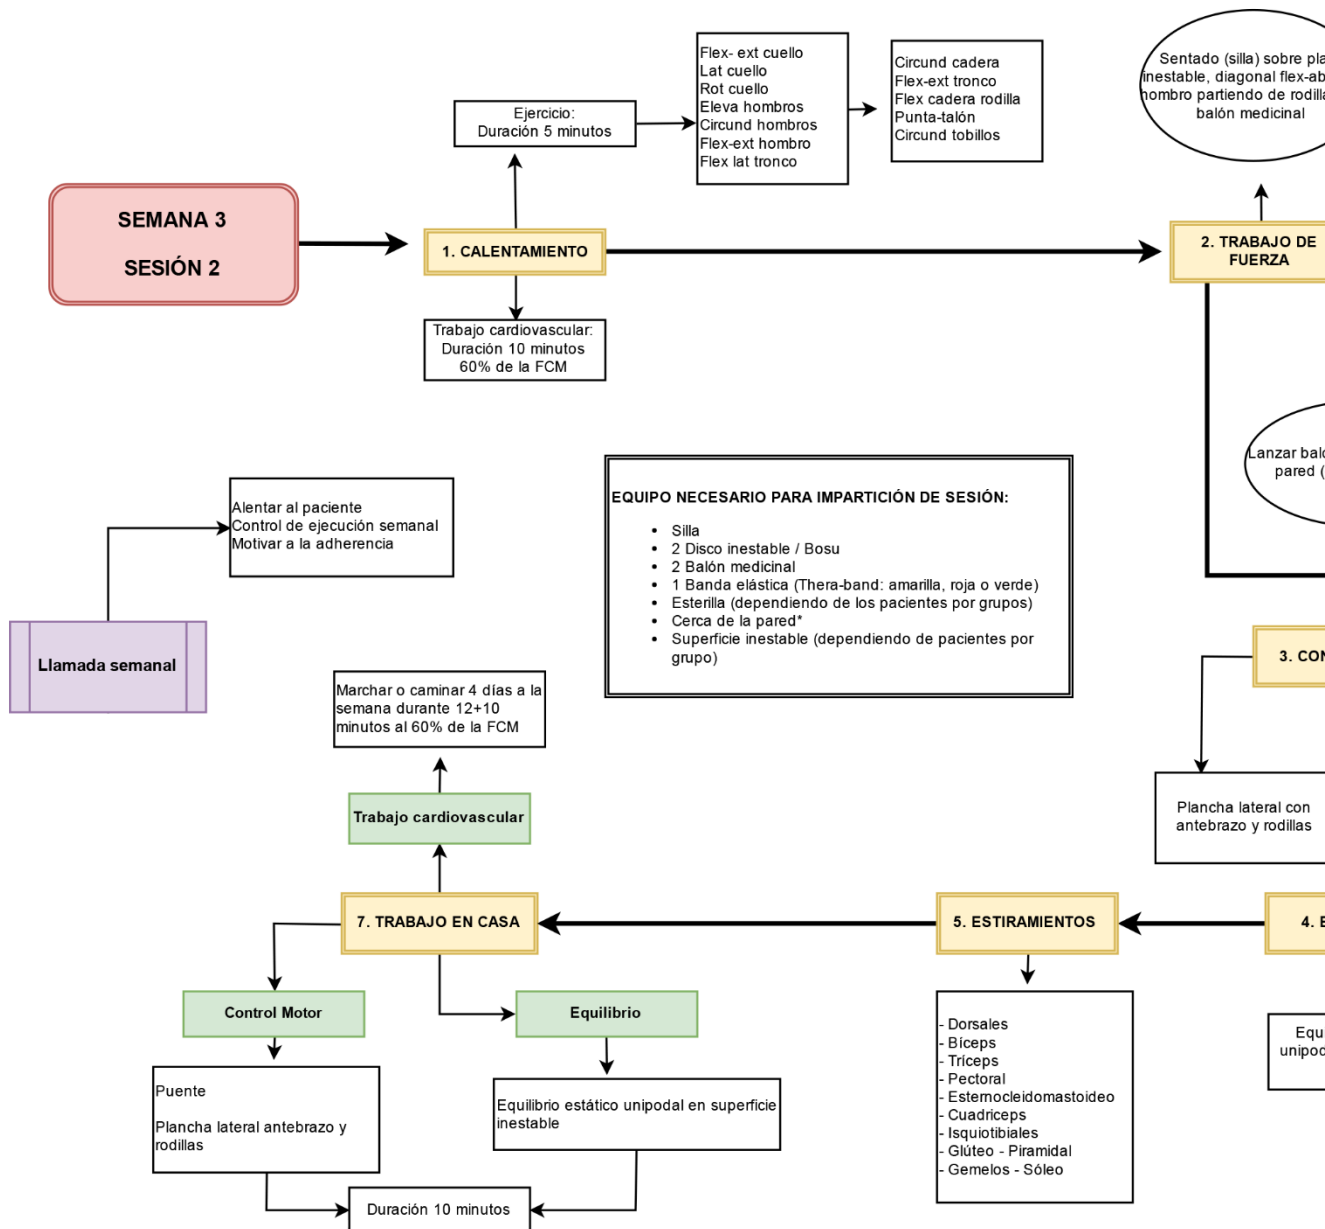 SEMANA 3
SESIÓN 2
Ejercicio:
Duración 5 minutos
Flex- ext cuello
Lat cuello
Rot cuello
Eleva hombros
Circund hombros
Flex-ext hombro
Flex lat tronco
Circund cadera
Flex-ext tronco
Flex cadera rodilla
Punta-talón
Circund tobillos
1. CALENTAMIENTO
Trabajo cardiovascular:
Duración 10 minutos
60% de la FCM
Sentado (silla) sobre
inestable, diagonal
hombro partiendo de
balón medicinal
2. TRABAJO DE
FUERZA
Lanzar
pared (
Alentar al paciente
Control de ejecución semanal
Motivar a la adherencia
Llamada semanal
EQUIPO NECESARIO PARA IMPARTICIÓN DE SESIÓN:
• Silla
• 2 Disco inestable / Bosu
• 2 Balón medicinal
• 1 Banda elástica (Thera-band: amarilla, roja o verde)
• Esterilla (dependiendo de los pacientes por grupos)
• Cerca de la pared*
• Superficie inestable (dependiendo de pacientes por
grupo)
3.
Plancha lateral con
antebrazo y rodillas
4.
5. ESTIRAMIENTOS
- Dorsales
- Bíceps
- Tríceps
- Pectoral
- Esternocleidomastoideo
- Cuadriceps
- Isquiotibiales
- Glúteo - Piramidal
- Gemelos - Sóleo
7. TRABAJO EN CASA
Trabajo cardiovascular
Marchar o caminar 4 días a la
semana durante 12+10
minutos al 60% de la FCM
Control Motor
Puente
Plancha lateral antebrazo y
rodillas
Equilibrio
Equilibrio estático unipodal en superficie
inestable
Duración 10 minutos